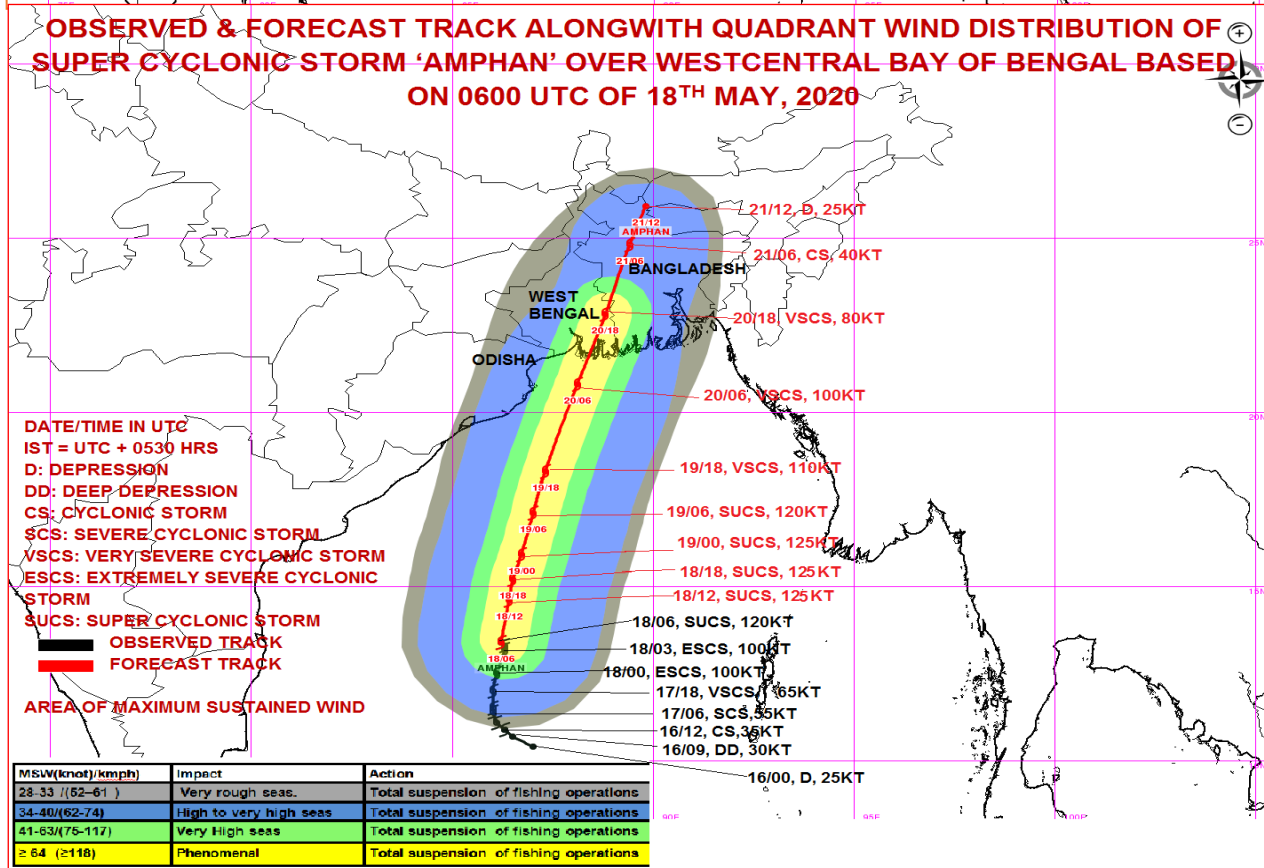 OBSERVED & FORECAST TRACK ALONGWITH QUADRANT WIND DISTRIBUTION OF
SUPER CYCLONIC STORM ‘AMPHAN’ OVER WESTCENTRAL BAY OF BENGAL BASED
ON 0600 UTC OF 18TH MAY, 2020
21/12, D, 25KT
21/12
AMPHAN
25N
21/06, CS, 40KT
21/06
BANGLADESH
WEST
BENGAL
20/18, VSCS, 80KT
20/18
ODISHA
20/06, VSCS, 100KT
20/06
20N
DATE/TIME IN UTC
IST = UTC + 0530 HRS
D: DEPRESSION
DD: DEEP DEPRESSION
CS: CYCLONIC STORM
SCS: SEVERE CYCLONIC STORM
VSCS: VERY SEVERE CYCLONIC STORM
ESCS: EXTREMELY SEVERE CYCLONIC
STORM
SUCS: SUPER CYCLONIC STORM
OBSERVED TRACK
FORECAST TRACK
AREA OF MAXIMUM SUSTAINED WIND
19/18, VSCS, 110KT
19/18
19/06, SUCS, 120KT
19/06
19/00, SUCS, 125KT
19/00
18/18, SUCS, 125KT
18/18
15N
18/12, SUCS, 125KT
18/12
18/06, SUCS, 120KT
18/03, ESCS, 100KT
18/06
AMPHAN
18/00, ESCS, 100KT
17/18, VSCS, 65KT
17/06, SCS,55KT
16/12, CS,35KT
16/09, DD, 30KT
16/00, D, 25KT
90E
95E
100E
MSW(knot)/kmph) Impact Action
28-33 /(52–61 ) Very rough seas. Total suspension of fishing operations
34-40/(62-74) High to very high seas Total suspension of fishing operations
41-63/(75-117) Very High seas Total suspension of fishing operations
≥ 64 (≥118) Phenomenal Total suspension of fishing operations